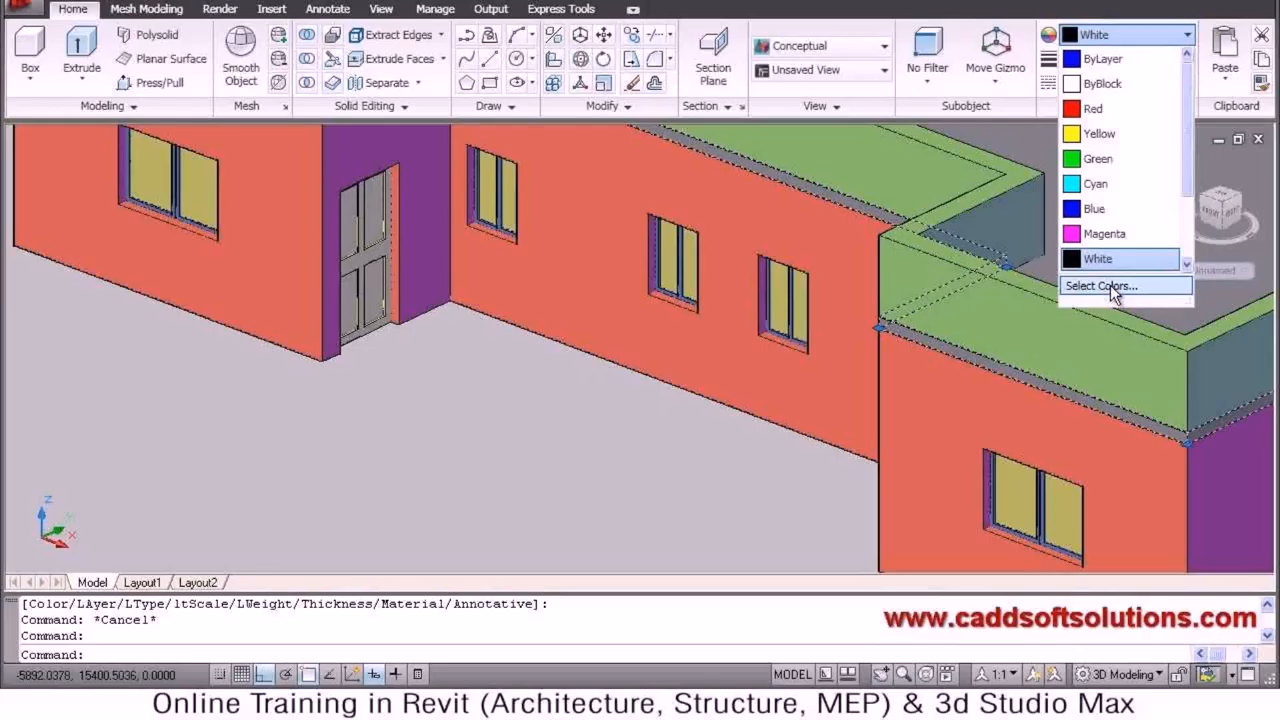 Home Mesh Modeling Render Insert Annotate View Manage Output Express Tools
White
Box
Extrude
Polysolid
Planar Surface
Press/Pull
Smooth Object
Extract Edges
Extrude Faces
Separate
Section Plane
Conceptual
Unsaved View
No Filter
Move Gizmo
Paste
Modeling
Mesh
Solid Editing
Draw
Modify
Section
View
Subobject
Clipboard
ByLayer
ByBlock
Red
Yellow
Green
Cyan
Blue
Magenta
White
Select Colors...
Z
X
Model Layout1 Layout2
[Color/LAyer/LType/ltScale/LWeight/Thickness/Material/Annotative]:
Command: *Cancel*
Command:
Command:
www.caddsoftsolutions.com
-5892.0378, 15400.5036, 0.0000
MODEL
1:1
3D Modeling
Online Training in Revit (Architecture, Structure, MEP) & 3d Studio Max